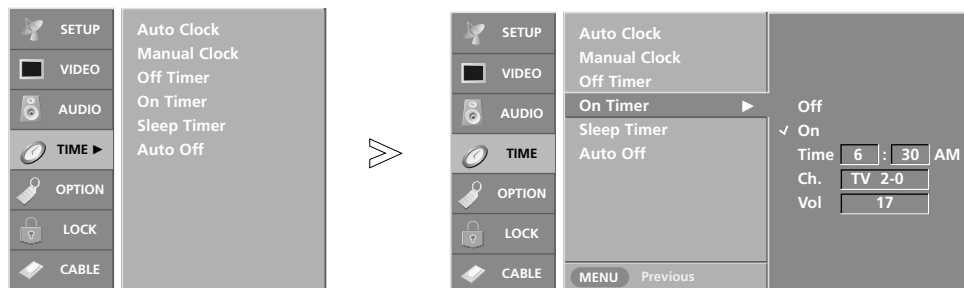 SETUP
VIDEO
AUDIO
TIME ►
OPTION
LOCK
CABLE
Auto Clock
Manual Clock
Off Timer
On Timer
Sleep Timer
Auto Off
SETUP
VIDEO
AUDIO
TIME
OPTION
LOCK
CABLE
Auto Clock
Manual Clock
Off Timer
On Timer ►
Sleep Timer
Auto Off
MENU Previous
Off
✓ On
Time 6 : 30 AM
Ch. TV 2-0
Vol 17